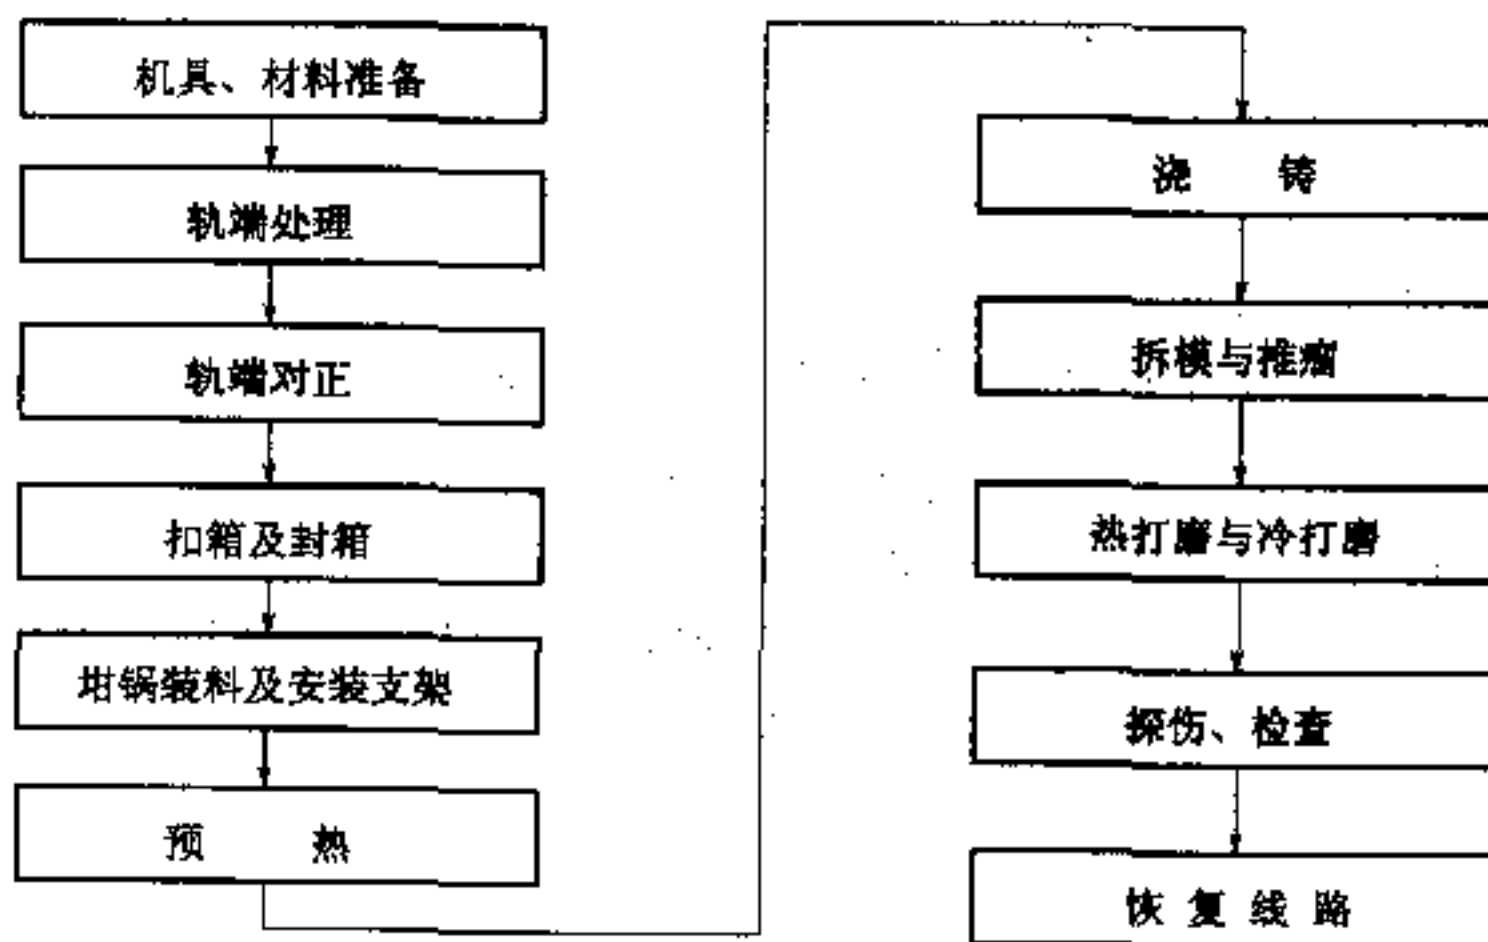 机具、材料准备
轨端处理
轨端对正
扣箱及封箱
坩锅装料及安装支架
预 热
浇 铸
拆模与推瘤
热打磨与冷打磨
探伤、检查
恢复线路